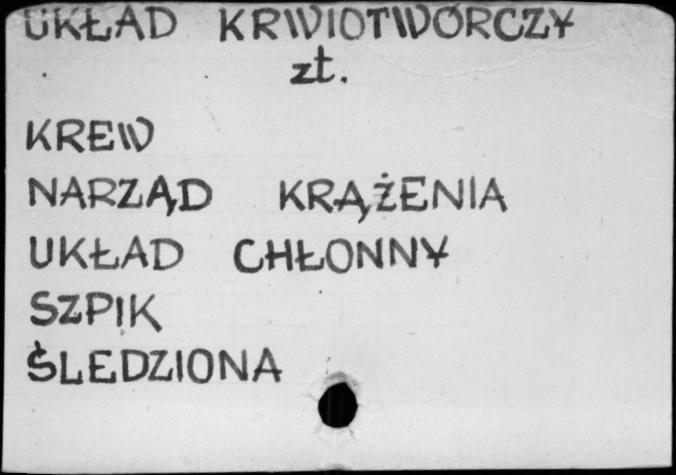 UKŁAD KRWIOTWÓRCZY
zt.
KREW
NARZĄD KRĄŻENIA
UKŁAD CHŁONNY
SZPIK
ŚLEDZIONA